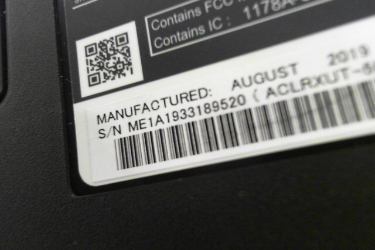 Contains FCC
Contains IC : 1178A-
MANUFACTURED: AUGUST 2019
S/N ME1A1933189520 ( ACLRXUT-